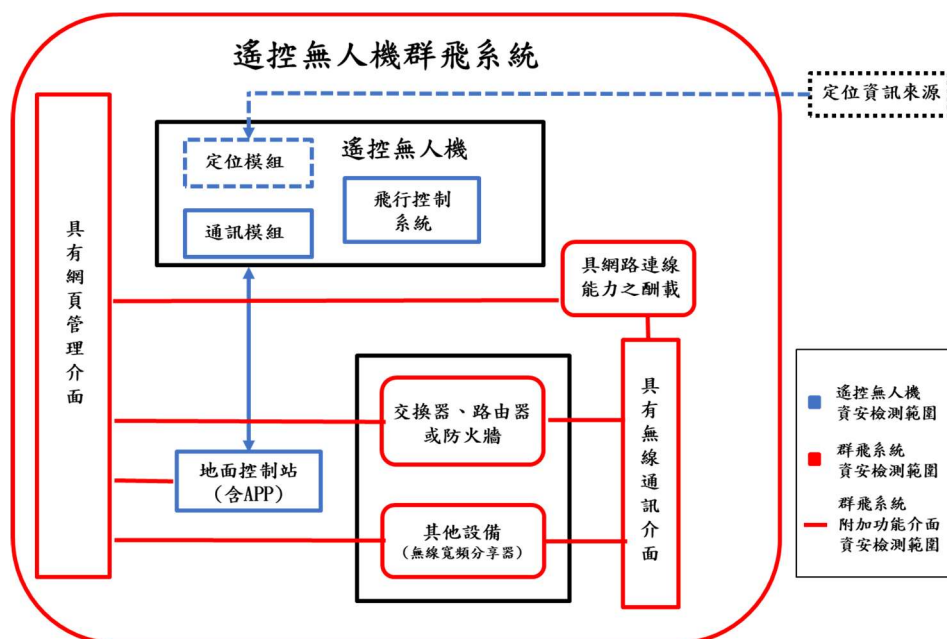 遙控無人機群飛系統
定位資訊來源
定位模組
遙控無人機
飛行控制
系統
通訊模組
具有網頁管理介面
具網路連線
能力之酬載
交換器、路由器
或防火牆
具有無線通訊介面
地面控制站
（含APP）
其他設備
（無線寬頻分享器）
遙控無人機
資安檢測範圍
群飛系統
資安檢測範圍
群飛系統
附加功能介面
資安檢測範圍